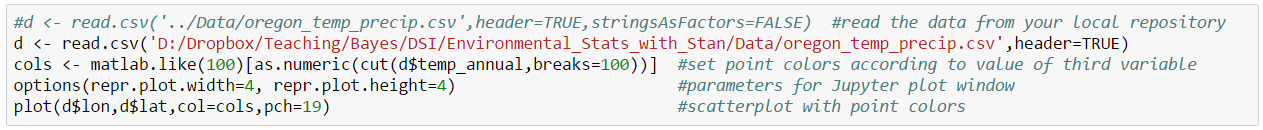 #d <- read.csv('../Data/oregon_temp_precip.csv',header=TRUE,stringsAsFactors=FALSE)  #read the data from your local repository
d <- read.csv('D:/Dropbox/Teaching/Bayes/DSI/Environmental_Stats_with_Stan/Data/oregon_temp_precip.csv',header=TRUE)
cols <- matlab.like(100)[as.numeric(cut(d$temp_annual,breaks=100))]  #set point colors according to value of third variable
options(repr.plot.width=4, repr.plot.height=4)                       #parameters for Jupyter plot window
plot(d$lon,d$lat,col=cols,pch=19)                                    #scatterplot with point colors